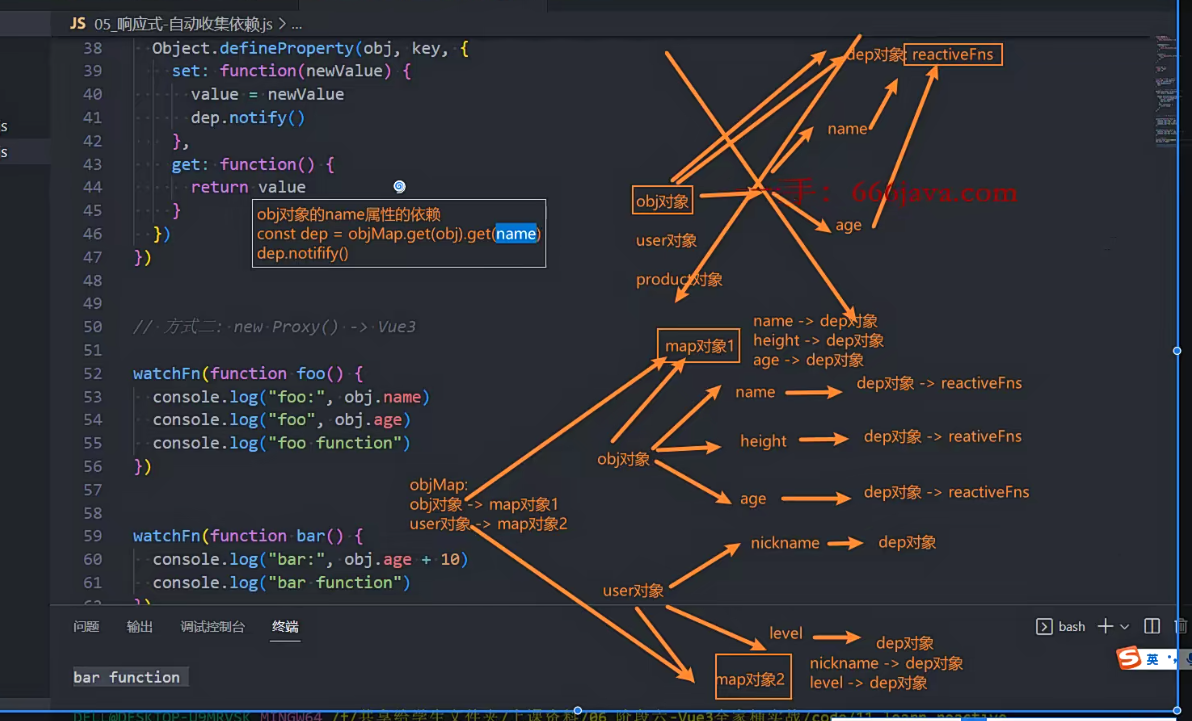 JS 05_响应式-自动收集依赖.js > ...
s
s
38 Object.defineProperty(obj, key, {
39 set: function(newValue) {
40 value = newValue
41 dep.notify()
42 },
43 get: function() {
44 return value
45 }
46 })
47 })
48
49
50 // 方式二: new Proxy() -> Vue3
51
52 watchFn(function foo() {
53 console.log("foo:", obj.name)
54 console.log("foo", obj.age)
55 console.log("foo function")
56 })
57
58
59 watchFn(function bar() {
60 console.log("bar:", obj.age + 10)
61 console.log("bar function")
62 })
obj对象的name属性的依赖
const dep = objMap.get(obj).get(name)
dep.notifify()
dep对象: reactiveFns
name
手：666java.com
obj对象
age
user对象
product对象
map对象1
name -> dep对象
height -> dep对象
age -> dep对象
name
dep对象 -> reactiveFns
height
dep对象 -> reativeFns
obj对象
age
dep对象 -> reactiveFns
objMap:
obj对象 -> map对象1
user对象 -> map对象2
nickname
dep对象
user对象
level
dep对象
map对象2
nickname -> dep对象
level -> dep对象
问题 输出 调试控制台 终端
bash
英
bar function